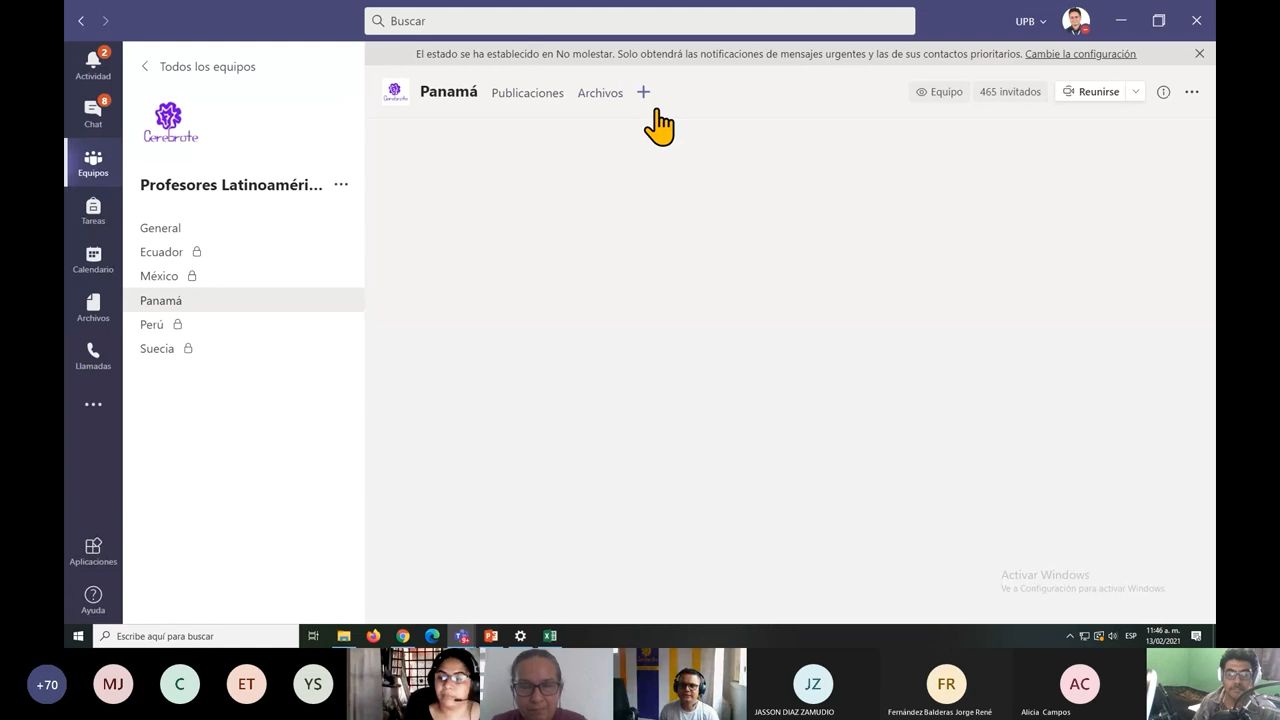 Buscar
UPB
El estado se ha establecido en No molestar. Solo obtendrá las notificaciones de mensajes urgentes y las de sus contactos prioritarios. Cambie la configuración
2
Actividad
8
Chat
Equipos
Tareas
Calendario
Archivos
Llamadas
Aplicaciones
Ayuda
Todos los equipos
Cerebrote
Profesores Latinoaméri... ...
General
Ecuador
México
Panamá
Perú
Suecia
Cerebrote
Panamá Publicaciones Archivos +
Equipo 465 invitados Reunirse
Activar Windows
Ve a Configuración para activar Windows.
Escribe aquí para buscar
9+
ESP
11:46 a. m.
13/02/2021
+70 MJ C ET YS
JZ
JASSON DIAZ ZAMUDIO
FR
Fernández Balderas Jorge René
AC
Alicia Campos